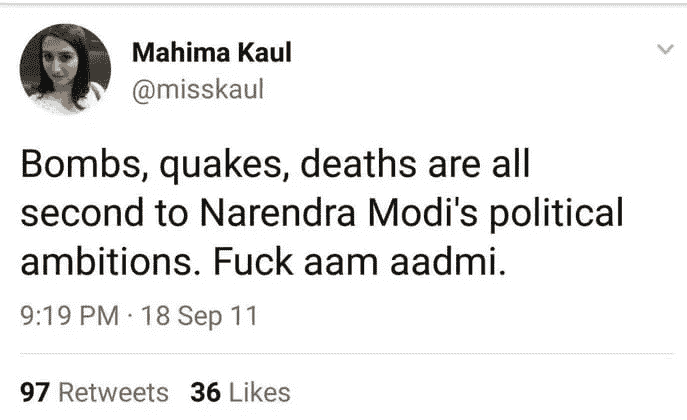 Mahima Kaul
@misskaul
Bombs, quakes, deaths are all
second to Narendra Modi's political
ambitions. Fuck aam aadmi.
9:19 PM · 18 Sep 11
97 Retweets 36 Likes